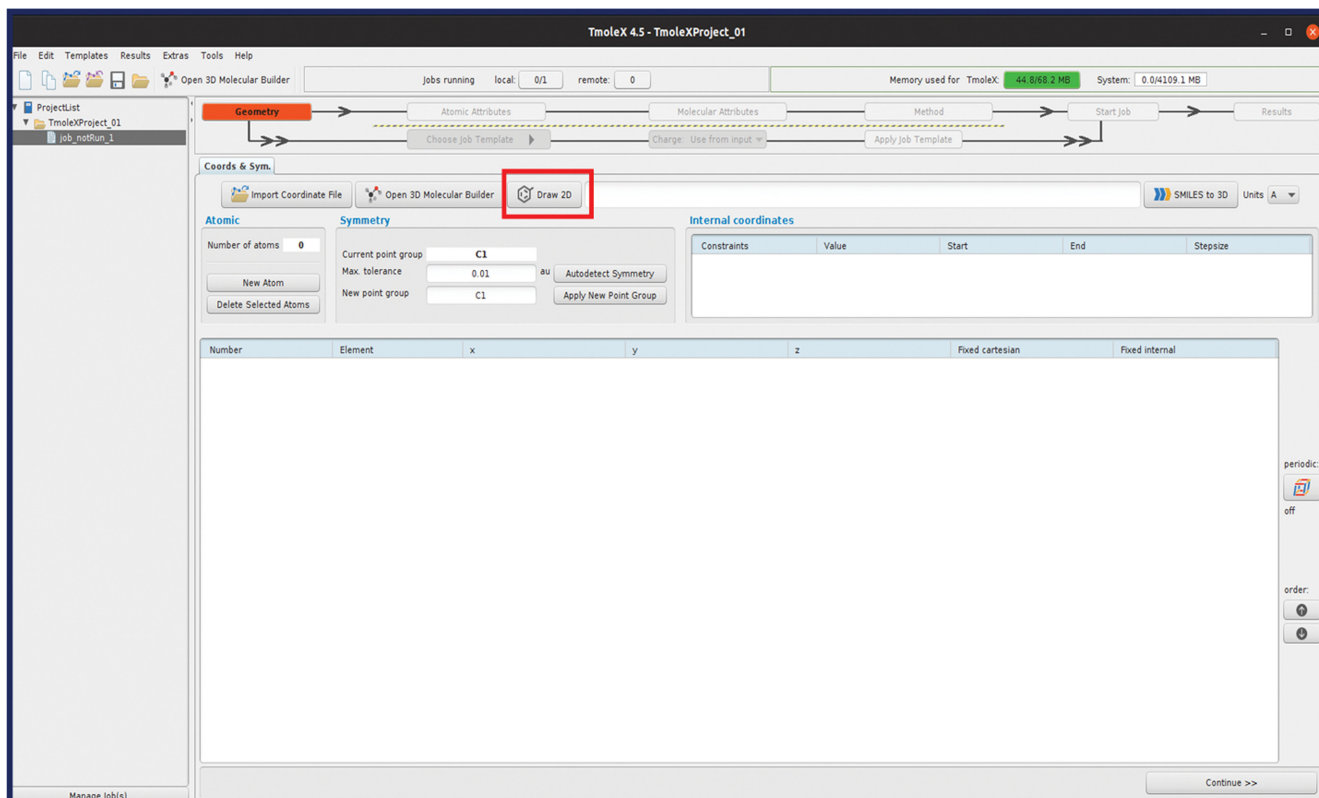 TmoleX 4.5 - TmoleXProject_01
File Edit Templates Results Extras Tools Help
Open 3D Molecular Builder Jobs running local: 0/1 remote: 0 Memory used for TmoleX: 44.8/68.2 MB System: 0.0/4109.1 MB
ProjectList
TmoleXProject_01
job_notRun_1
Geometry Atomic Attributes Molecular Attributes Method Start Job Results
Choose Job Template Charge: Use from input Apply Job Template
Coords & Sym.
Import Coordinate File Open 3D Molecular Builder Draw 2D SMILES to 3D Units A
Atomic Symmetry Internal coordinates
Number of atoms 0
New Atom
Delete Selected Atoms
Current point group C1
Max. tolerance 0.01 au Autodetect Symmetry
New point group C1 Apply New Point Group
Constraints Value Start End Stepsize
Number Element x y z Fixed cartesian Fixed internal
periodic:
off
order:
Continue >>
Manage Job(s)